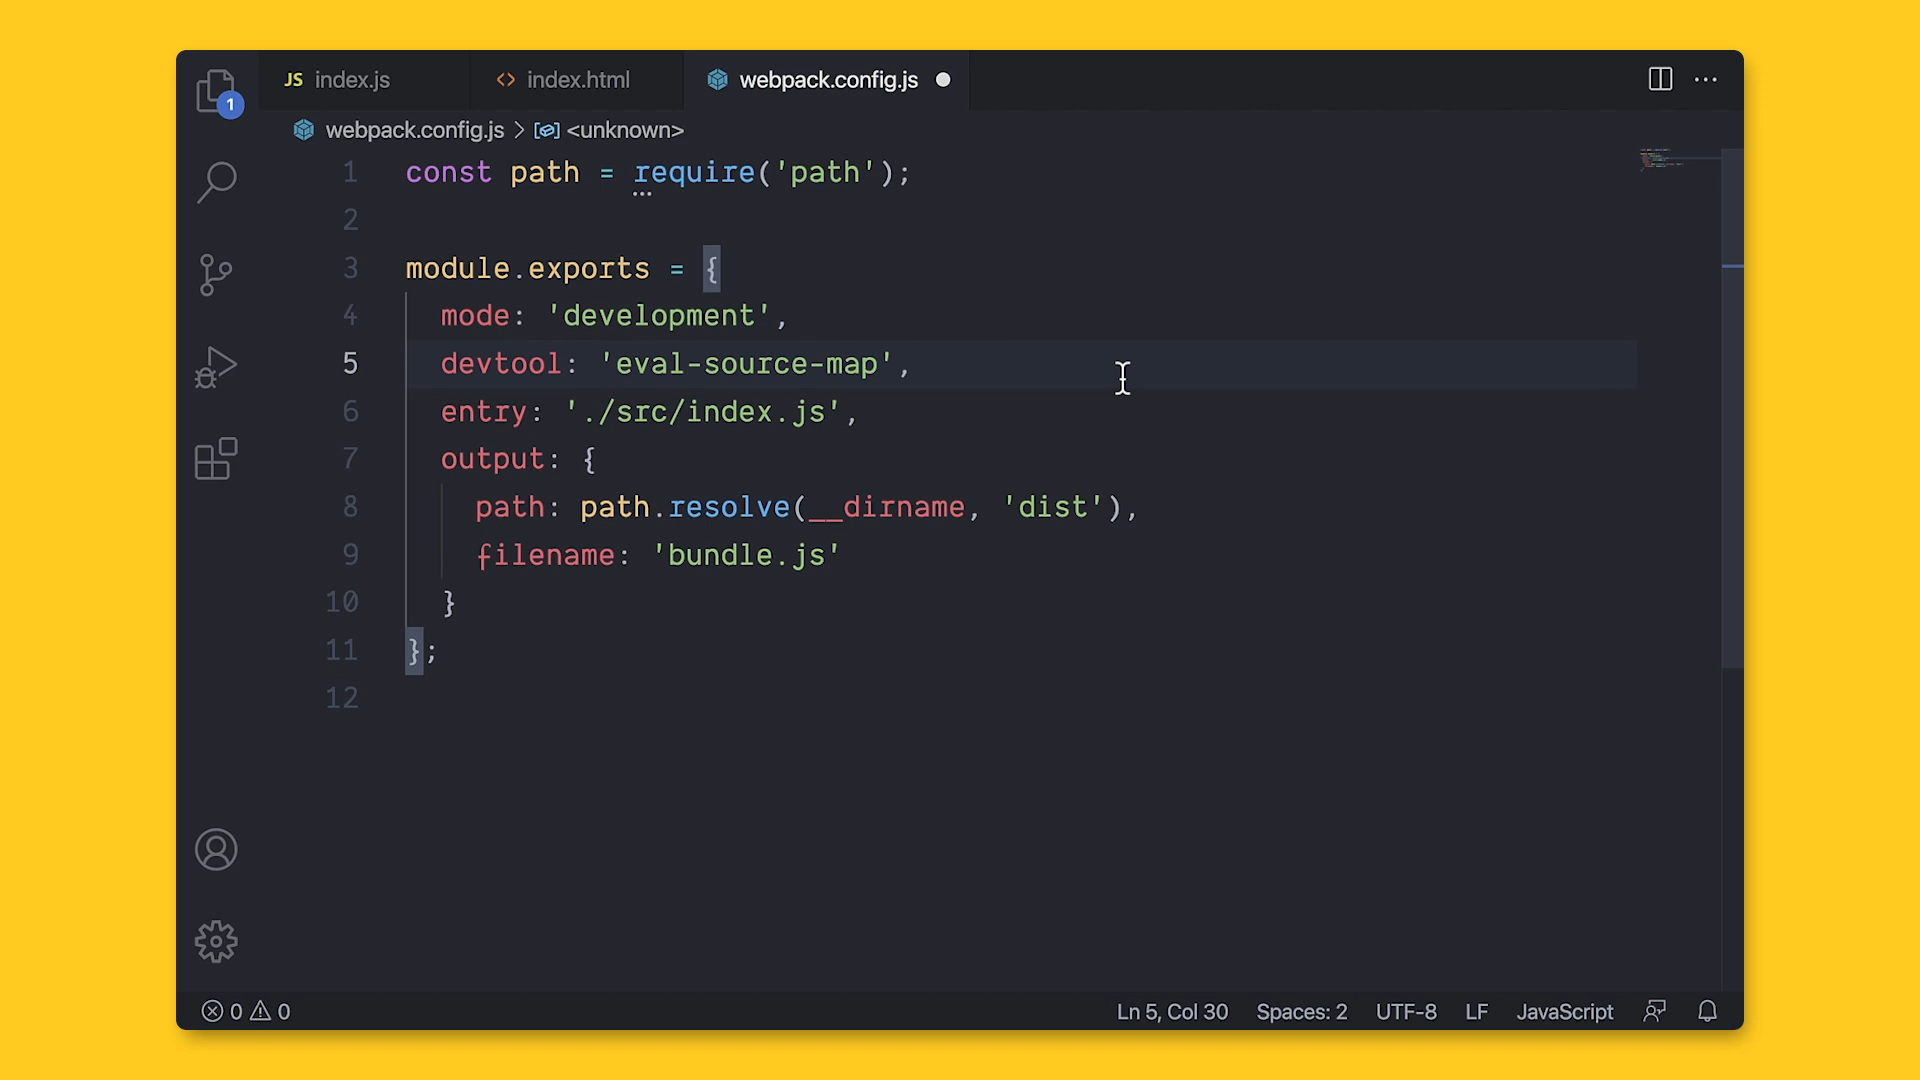 JS index.js <> index.html webpack.config.js
1
webpack.config.js > <unknown>
1 const path = require('path');
2
3 module.exports = {
4 mode: 'development',
5 devtool: 'eval-source-map',
6 entry: './src/index.js',
7 output: {
8 path: path.resolve(__dirname, 'dist'),
9 filename: 'bundle.js'
10 }
11 };
12
0 0 Ln 5, Col 30 Spaces: 2 UTF-8 LF JavaScript